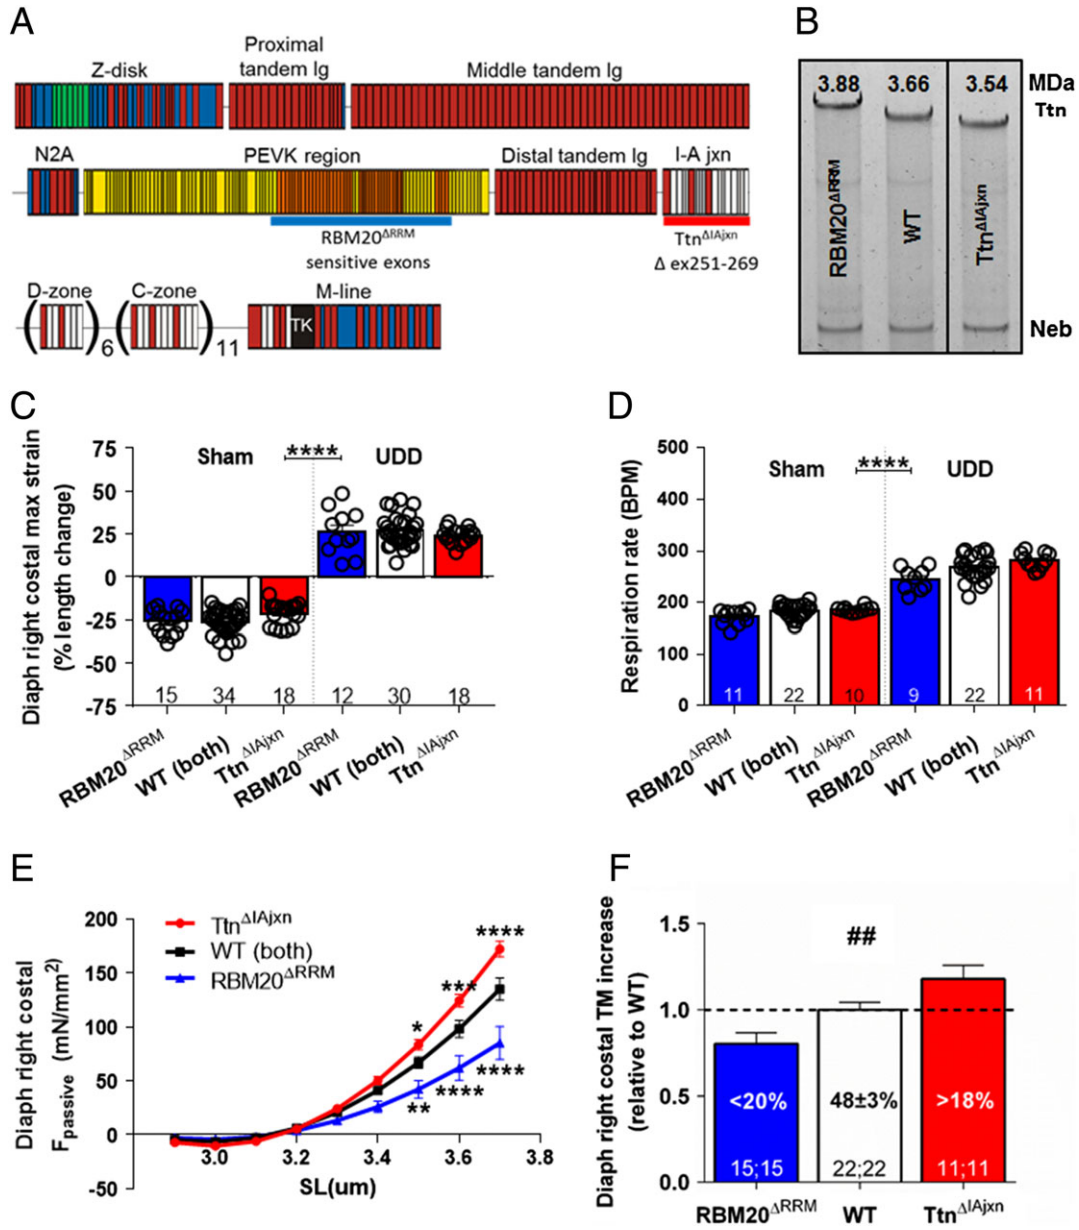 A
Z-disk
Proximal
tandem Ig
Middle tandem Ig
N2A
PEVK region
Distal tandem Ig
I-A jxn
RBM20ΔRRM
sensitive exons
TtnΔIAjxn
Δ ex251-269
D-zone
C-zone
M-line
( ) 6 ( ) 11
TK
B
3.88 3.66 3.54 MDa
Ttn
RBM20ΔRRM
WT
TtnΔIAjxn
Neb
C
Diaph right costal max strain
(% length change)
75
50
25
0
-25
-50
-75
Sham **** UDD
15 34 18 12 30 18
RBM20ΔRRM
WT (both)
Ttn ΔIAjxn
RBM20ΔRRM
WT (both)
TtnΔIAjxn
D
Respiration rate (BPM)
500
400
300
200
100
0
Sham **** UDD
11 22 10 9 22 11
RBM20ΔRRM
WT (both)
TtnΔIAjxn
RBM20ΔRRM
WT (both)
TtnΔIAjxn
E
Diaph right costal
Fpassive (mN/mm²)
200
150
100
50
0
-50
TtnΔIAjxn
WT (both)
RBM20ΔRRM
* *** ****
** **** ****
3.0 3.2 3.4 3.6 3.8
SL(um)
F
Diaph right costal TM increase
(relative to WT)
1.5
1.0
0.5
0.0
##
<20% 48±3% >18%
15;15 22;22 11;11
RBM20ΔRRM WT TtnΔIAjxn